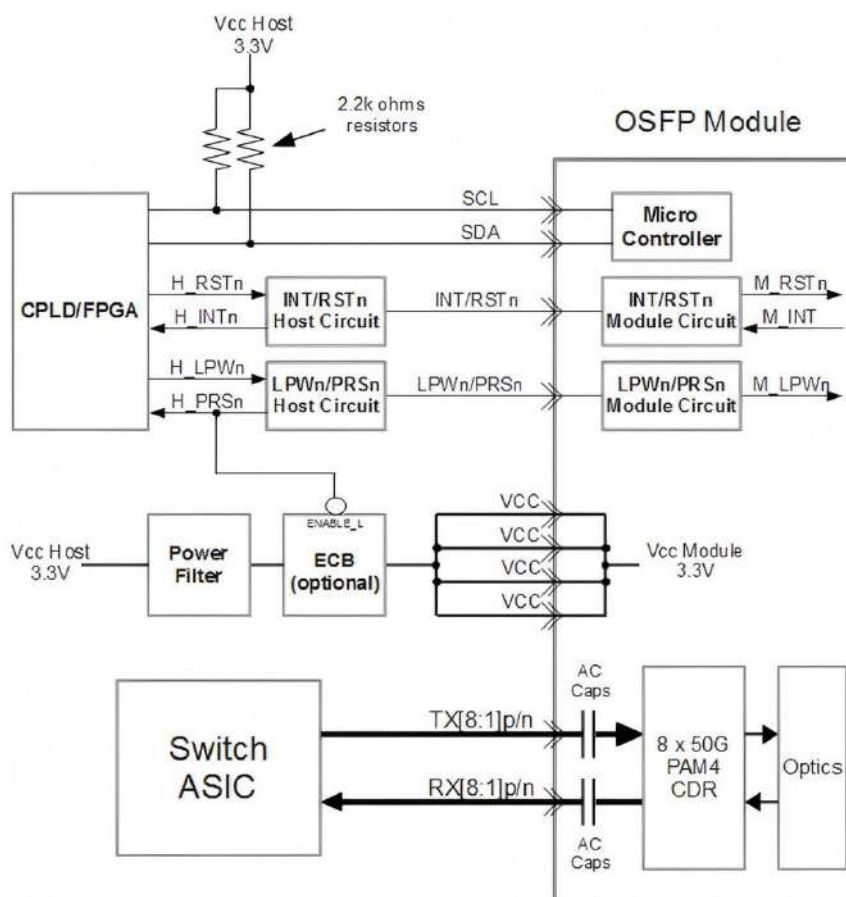 Vcc Host
3.3V
2.2k ohms
resistors
OSFP Module
SCL
SDA
Micro
Controller
CPLD/FPGA
H_RSTn
H_INTn
INT/RSTn
Host Circuit
INT/RSTn
INT/RSTn
Module Circuit
M_RSTn
M_INT
H_LPWn
H_PRSn
LPWn/PRSn
Host Circuit
LPWn/PRSn
LPWn/PRSn
Module Circuit
M_LPWn
Vcc Host
3.3V
Power
Filter
ENABLE_L
ECB
(optional)
VCC
VCC
VCC
VCC
Vcc Module
3.3V
Switch
ASIC
TX[8:1]p/n
RX[8:1]p/n
AC
Caps
AC
Caps
8 x 50G
PAM4
CDR
Optics